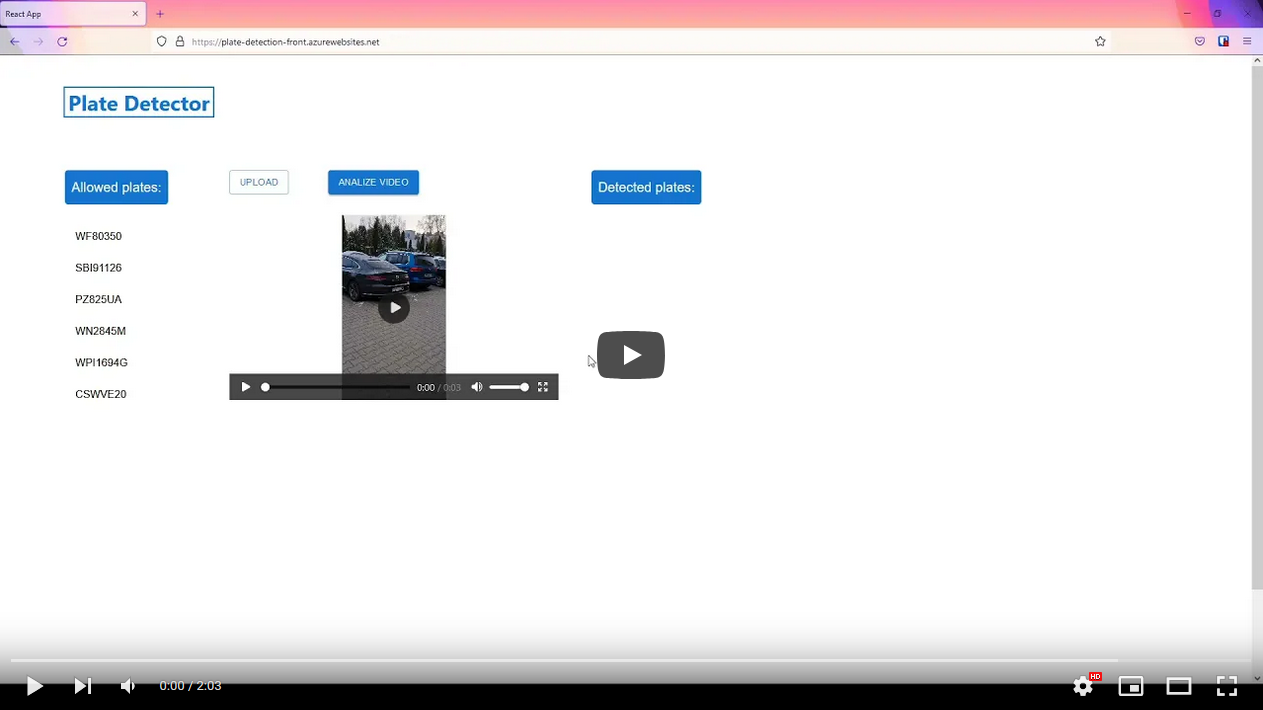 React App
https://plate-detection-front.azurewebsites.net
Plate Detector
Allowed plates:
UPLOAD
ANALIZE VIDEO
Detected plates:
WF80350
SBI91126
PZ825UA
WN2845M
WPI1694G
CSWVE20
0:00 / 0:03
0:00 / 2:03
HD